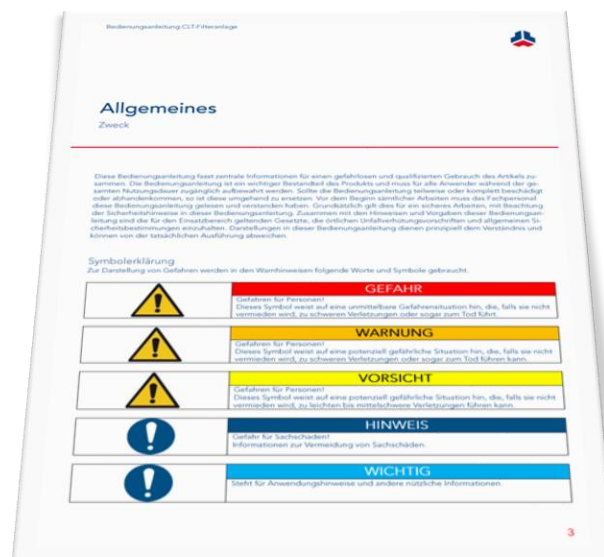 Bedienungsanleitung CLT-Filteranlage
Allgemeines
Zweck
Diese Bedienungsanleitung fasst zentrale Informationen für einen gefahrlosen und qualifizierten Gebrauch des Artikels zu-
sammen. Die Bedienungsanleitung ist ein wichtiger Bestandteil des Produkts und muss für alle Anwender während der ge-
samten Nutzungsdauer zugänglich aufbewahrt werden. Sollte die Bedienungsanleitung teilweise oder komplett beschädigt
oder abhandenkommen, so ist diese umgehend zu ersetzen. Vor dem Beginn sämtlicher Arbeiten muss das Fachpersonal
diese Bedienungsanleitung gelesen und verstanden haben. Grundsätzlich gilt dies für ein sicheres Arbeiten, mit Beachtung
der Sicherheitshinweise in dieser Bedienungsanleitung. Zusammen mit den Hinweisen und Vorgaben dieser Bedienungsan-
leitung sind die für den Einsatzbereich geltenden Gesetzte, die örtlichen Unfallverhütungsvorschriften und allgemeinen Si-
cherheitsbestimmungen einzuhalten. Darstellungen in dieser Bedienungsanleitung dienen prinzipiell dem Verständnis und
können von der tatsächlichen Ausführung abweichen.
Symbolerklärung
Zur Darstellung von Gefahren werden in den Warnhinweisen folgende Worte und Symbole gebraucht.
GEFAHR
Gefahren für Personen!
Dieses Symbol weist auf eine unmittelbare Gefahrensituation hin, die, falls sie nicht
vermieden wird, zu schweren Verletzungen oder sogar zum Tod führt.
WARNUNG
Gefahren für Personen!
Dieses Symbol weist auf eine potenziell gefährliche Situation hin, die, falls sie nicht
vermieden wird, zu schweren Verletzungen oder sogar zum Tod führen kann.
VORSICHT
Gefahren für Personen!
Dieses Symbol weist auf eine potenziell gefährliche Situation hin, die, falls sie nicht
vermieden wird, zu leichten bis mittelschwere Verletzungen führen kann.
HINWEIS
Gefahr für Sachschaden!
Informationen zur Vermeidung von Sachschäden.
WICHTIG
Steht für Anwendungshinweise und andere nützliche Informationen.
3